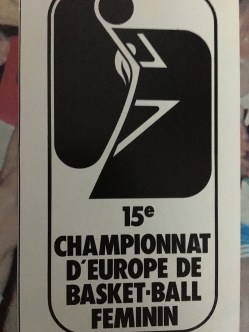 15e
CHAMPIONNAT
D'EUROPE DE
BASKET-BALL
FEMININ